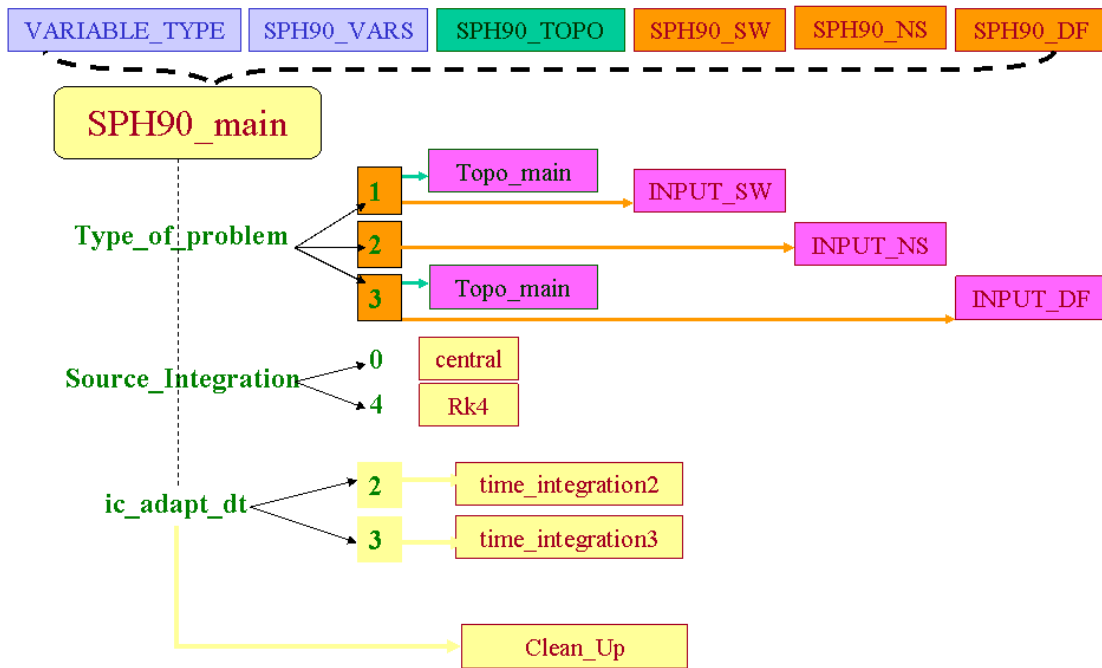 VARIABLE_TYPE
SPH90_VARS
SPH90_TOPO
SPH90_SW
SPH90_NS
SPH90_DF
SPH90_main
Type_of_problem
1
Topo_main
INPUT_SW
2
INPUT_NS
3
Topo_main
INPUT_DF
Source_Integration
0
central
4
Rk4
ic_adapt_dt
2
time_integration2
3
time_integration3
Clean_Up